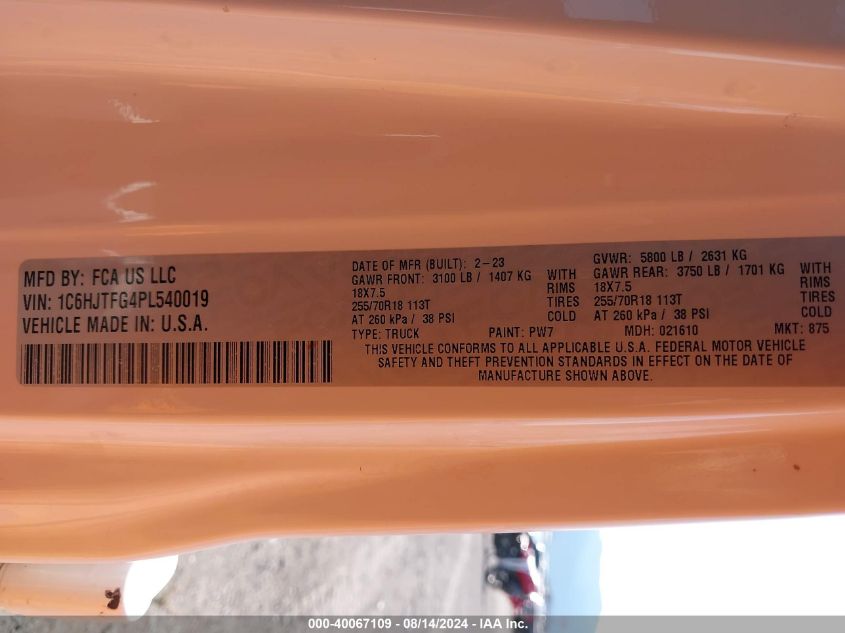 MFD BY: FCA US LLC
VIN: 1C6HJTFG4PL540019
VEHICLE MADE IN: U.S.A.
DATE OF MFR (BUILT): 2-23
GAWR FRONT: 3100 LB / 1407 KG WITH
18X7.5 RIMS
255/70R18 113T TIRES
AT 260 kPa / 38 PSI COLD
GVWR: 5800 LB / 2631 KG
GAWR REAR: 3750 LB / 1701 KG WITH
18X7.5 RIMS
255/70R18 113T TIRES
AT 260 kPa / 38 PSI COLD
TYPE: TRUCK PAINT: PW7 MDH: 021610 MKT: 875
THIS VEHICLE CONFORMS TO ALL APPLICABLE U.S.A. FEDERAL MOTOR VEHICLE
SAFETY AND THEFT PREVENTION STANDARDS IN EFFECT ON THE DATE OF
MANUFACTURE SHOWN ABOVE.
000-40067109 - 08/14/2024 - IAA Inc.